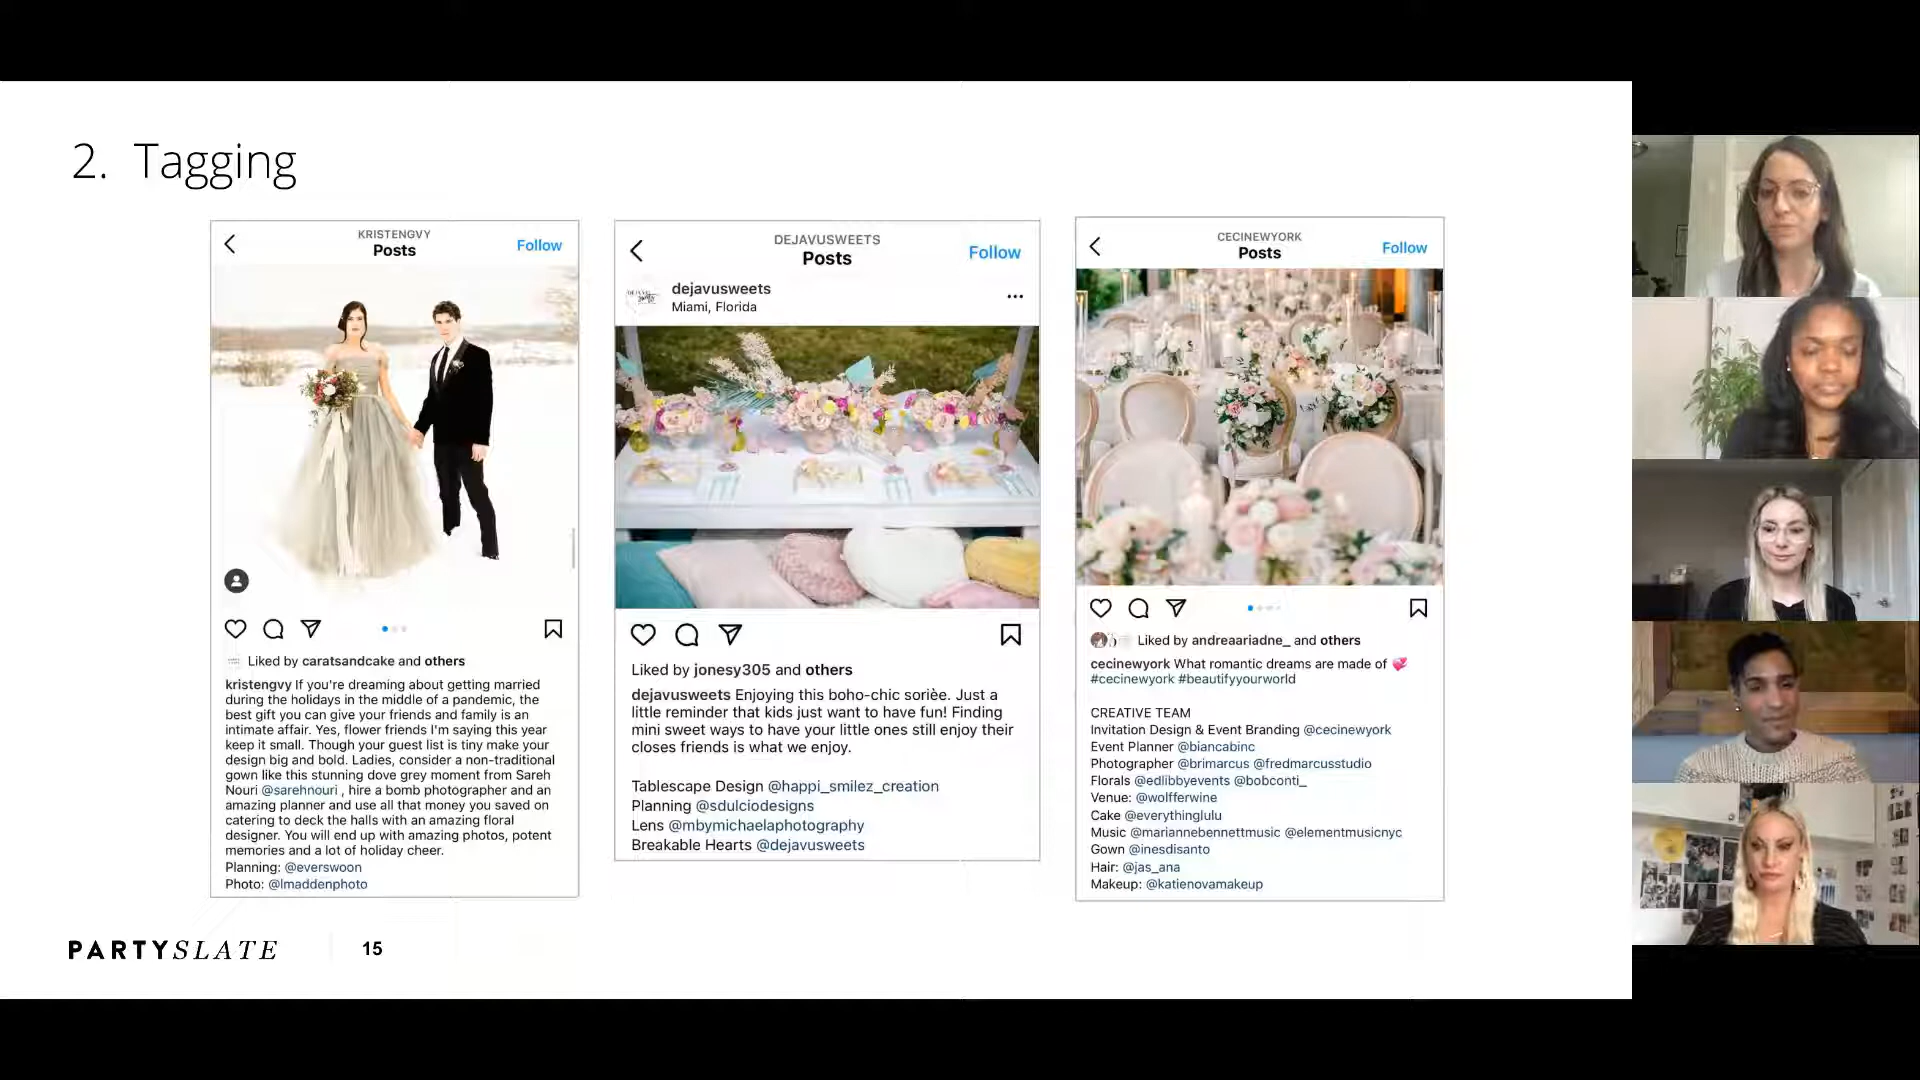 2. Tagging
KRISTENGVY
Posts
Follow
Liked by caratsandcake and others
kristengvy If you're dreaming about getting married
during the holidays in the middle of a pandemic, the
best gift you can give your friends and family is an
intimate affair. Yes, flower friends I'm saying this year
keep it small. Though your guest list is tiny make your
design big and bold. Ladies, consider a non-traditional
gown like this stunning dove grey moment from Sareh
Nouri @sarehnouri , hire a bomb photographer and an
amazing planner and use all that money you saved on
catering to deck the halls with an amazing floral
designer. You will end up with amazing photos, potent
memories and a lot of holiday cheer.
Planning: @everswoon
Photo: @lmaddenphoto
DEJAVUSWEETS
Posts
Follow
dejavusweets
Miami, Florida
Liked by jonesy305 and others
dejavusweets Enjoying this boho-chic sorièe. Just a
little reminder that kids just want to have fun! Finding
mini sweet ways to have your little ones still enjoy their
closes friends is what we enjoy.
Tablescape Design @happi_smilez_creation
Planning @sdulciodesigns
Lens @mbymichaelaphotography
Breakable Hearts @dejavusweets
CECINEWYORK
Posts
Follow
Liked by andreaariadne_ and others
cecinewyork What romantic dreams are made of 💞
#cecinewyork #beautifyyourworld
CREATIVE TEAM
Invitation Design & Event Branding @cecinewyork
Event Planner @biancabinc
Photographer @brimarcus @fredmarcusstudio
Florals @edlibbyevents @bobconti_
Venue: @wolfferwine
Cake @everythinglulu
Music @mariannebennettmusic @elementmusicnyc
Gown @inesdisanto
Hair: @jas_ana
Makeup: @katienovamakeup
PARTYSLATE 15